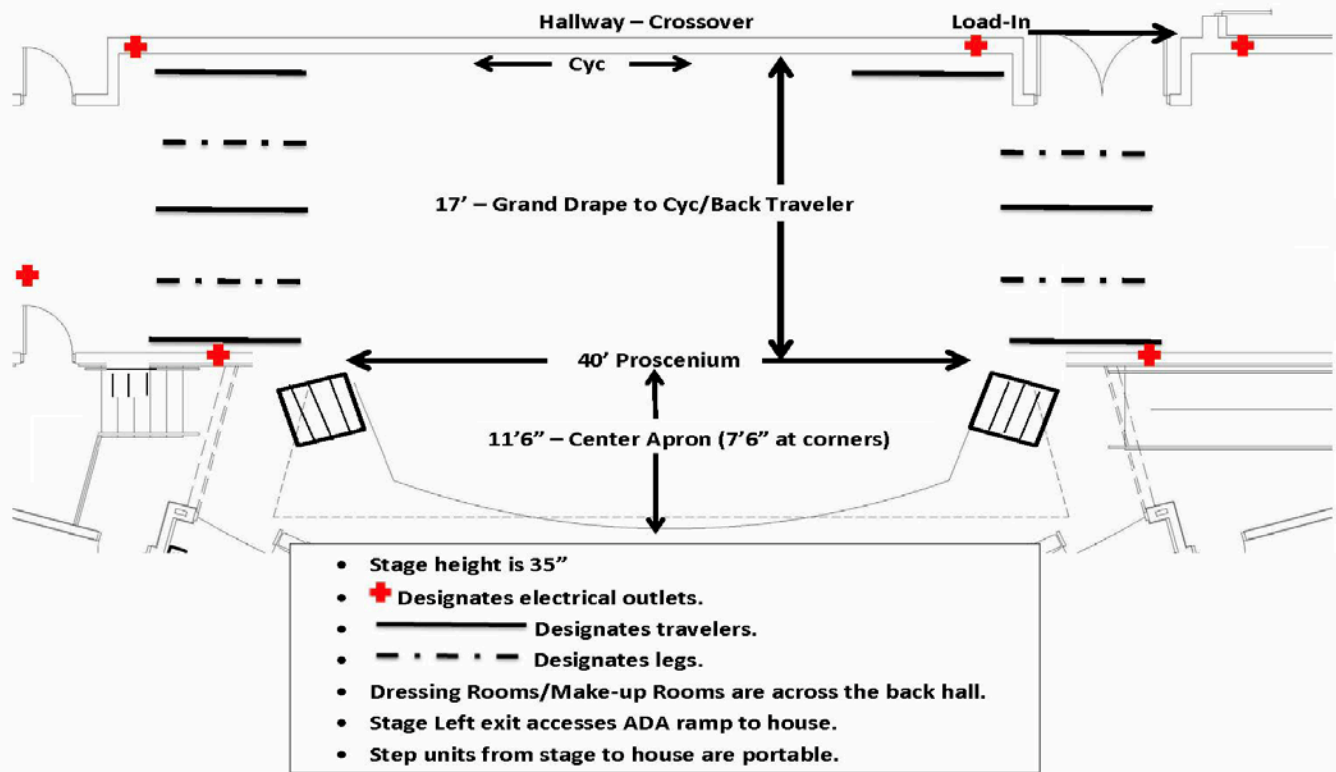 Hallway – Crossover
Load-In
Cyc
17’ – Grand Drape to Cyc/Back Traveler
40’ Proscenium
11’6” – Center Apron (7’6” at corners)
• Stage height is 35”
• Designates electrical outlets.
• Designates travelers.
• Designates legs.
• Dressing Rooms/Make-up Rooms are across the back hall.
• Stage Left exit accesses ADA ramp to house.
• Step units from stage to house are portable.